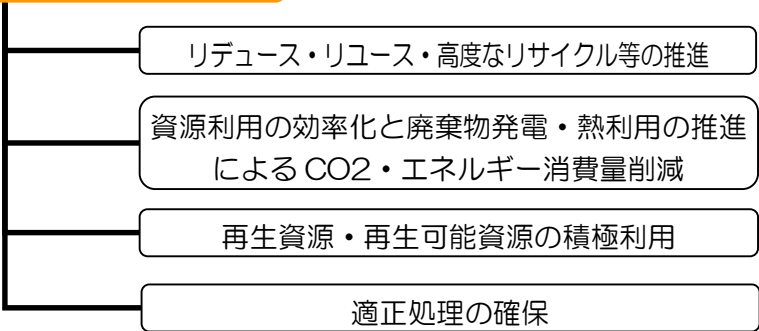 リデュース・リユース・高度なリサイクル等の推進
資源利用の効率化と廃棄物発電・熱利用の推進
によるCO2・エネルギー消費量削減
再生資源・再生可能資源の積極利用
適正処理の確保